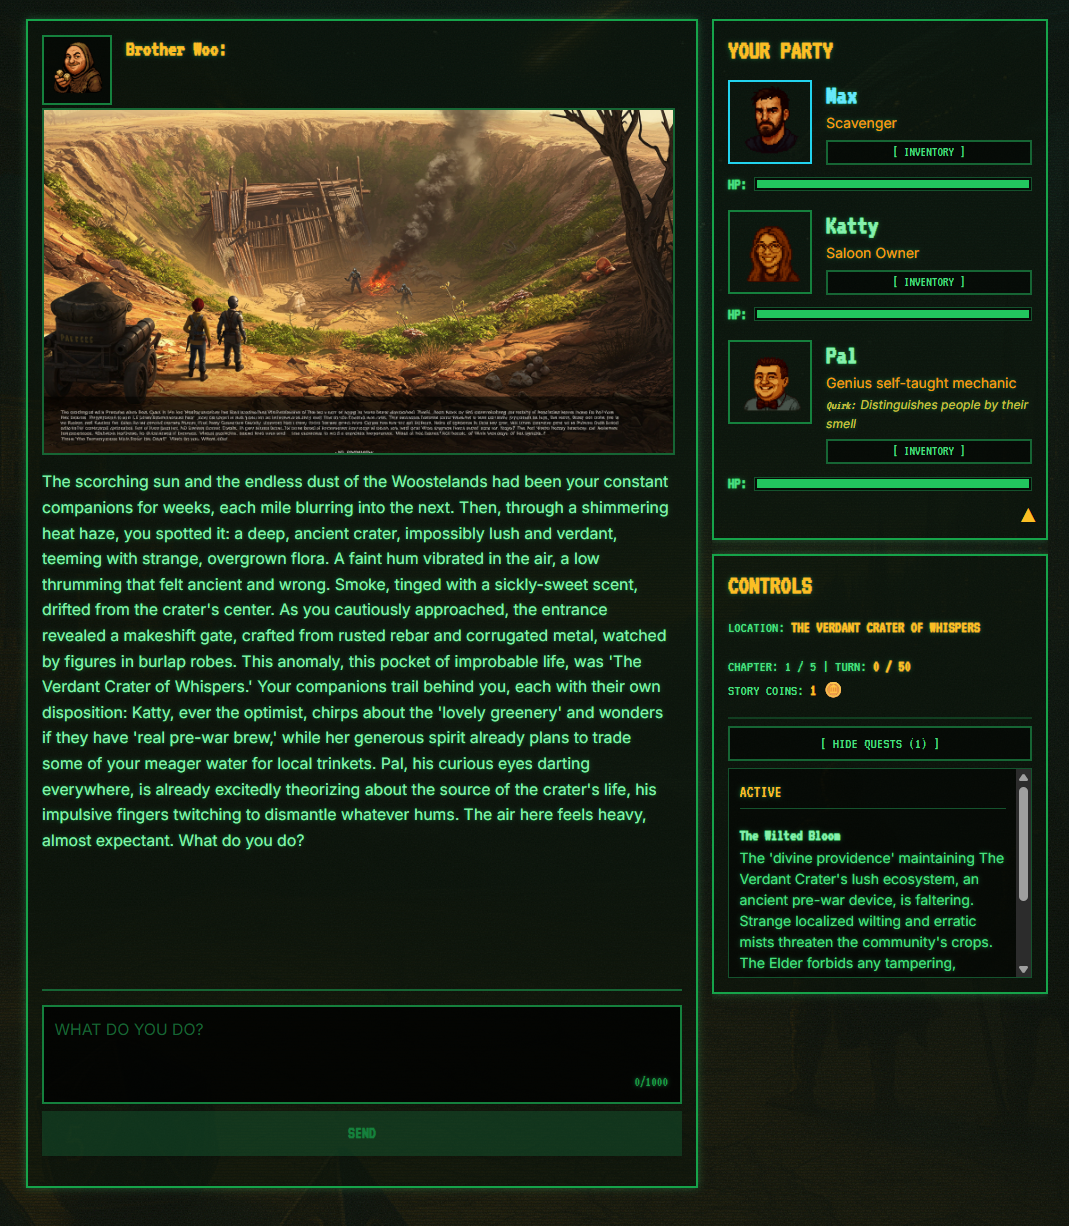 Brother Woo:
The scorching sun and the endless dust of the Woostelands had been your constant
companions for weeks, each mile blurring into the next. Then, through a shimmering
heat haze, you spotted it: a deep, ancient crater, impossibly lush and verdant,
teeming with strange, overgrown flora. A faint hum vibrated in the air, a low
thrumming that felt ancient and wrong. Smoke, tinged with a sickly-sweet scent,
drifted from the crater's center. As you cautiously approached, the entrance
revealed a makeshift gate, crafted from rusted rebar and corrugated metal, watched
by figures in burlap robes. This anomaly, this pocket of improbable life, was 'The
Verdant Crater of Whispers.' Your companions trail behind you, each with their own
disposition: Katty, ever the optimist, chirps about the 'lovely greenery' and wonders
if they have 'real pre-war brew,' while her generous spirit already plans to trade
some of your meager water for local trinkets. Pal, his curious eyes darting
everywhere, is already excitedly theorizing about the source of the crater's life, his
impulsive fingers twitching to dismantle whatever hums. The air here feels heavy,
almost expectant. What do you do?
WHAT DO YOU DO?
0/1000
SEND
YOUR PARTY
Max
Scavenger
[ INVENTORY ]
HP:
Katty
Saloon Owner
[ INVENTORY ]
HP:
Pal
Genius self-taught mechanic
Quirk: Distinguishes people by their
smell
[ INVENTORY ]
HP:
CONTROLS
LOCATION: THE VERDANT CRATER OF WHISPERS
CHAPTER: 1 / 5 | TURN: 0 / 50
STORY COINS: 1
[ HIDE QUESTS (1) ]
ACTIVE
The Wilted Bloom
The 'divine providence' maintaining The
Verdant Crater's lush ecosystem, an
ancient pre-war device, is faltering.
Strange localized wilting and erratic
mists threaten the community's crops.
The Elder forbids any tampering,